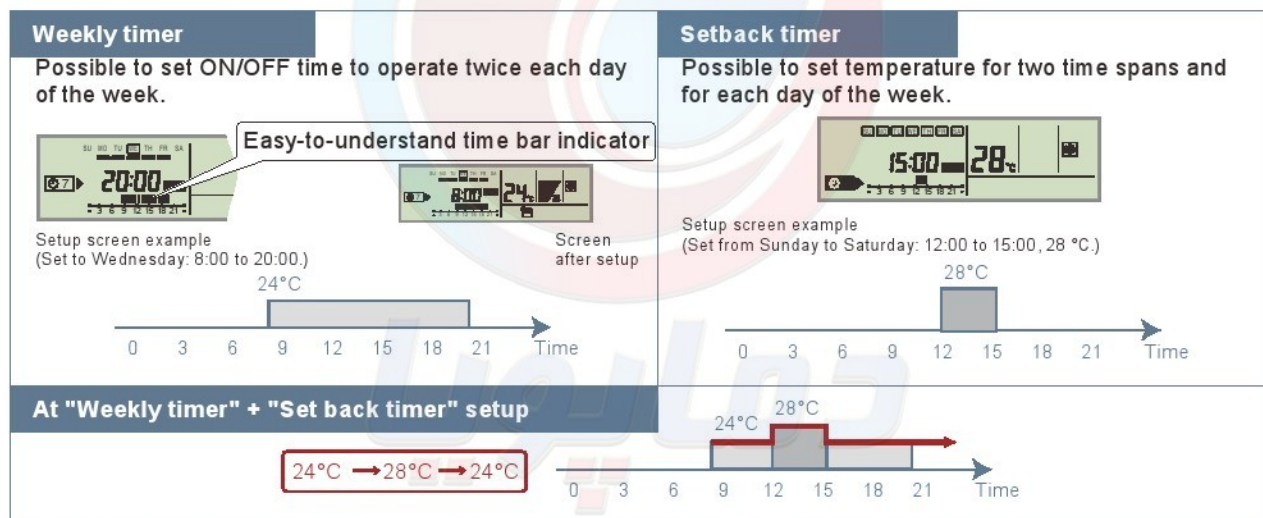 Weekly timer
Possible to set ON/OFF time to operate twice each day
of the week.
Easy-to-understand time bar indicator
SU MO TU WE TH FR SA
20:00
3 6 9 12 15 18 21
8:00
24°C
3 6 9 12 15 18 21
Setup screen example
(Set to Wednesday: 8:00 to 20:00.)
Screen
after setup
24°C
0 3 6 9 12 15 18 21 Time
Setback timer
Possible to set temperature for two time spans and
for each day of the week.
15:00
28°C
3 6 9 12 15 18 21
Setup screen example
(Set from Sunday to Saturday: 12:00 to 15:00, 28 °C.)
28°C
0 3 6 9 12 15 18 21 Time
At "Weekly timer" + "Set back timer" setup
24°C → 28°C → 24°C
24°C
28°C
0 3 6 9 12 15 18 21 Time